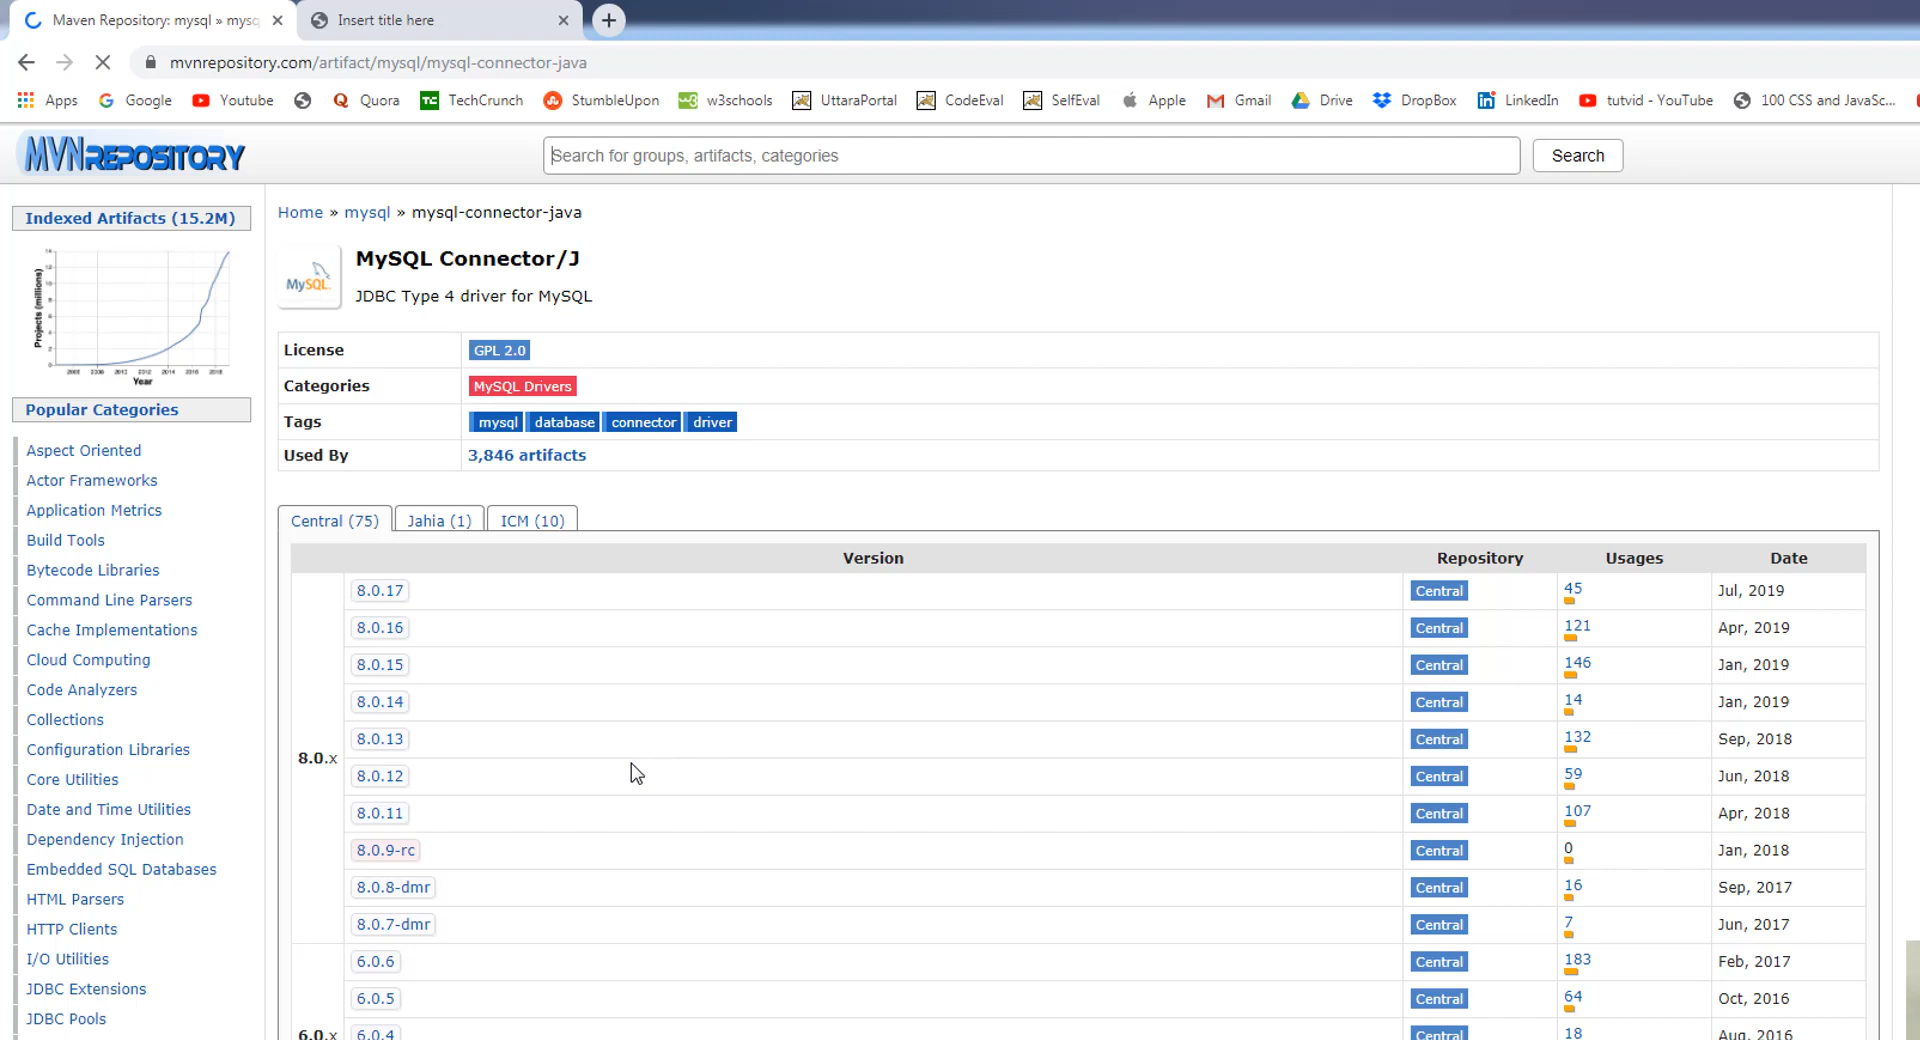 Maven Repository: mysql » mysq
Insert title here
mvnrepository.com/artifact/mysql/mysql-connector-java
Apps Google Youtube Quora TechCrunch StumbleUpon w3schools UttaraPortal CodeEval SelfEval Apple Gmail Drive DropBox LinkedIn tutvid - YouTube 100 CSS and JavaSc...
MVNREPOSITORY
Search for groups, artifacts, categories
Search
Indexed Artifacts (15.2M)
Projects (millions)
Year
Popular Categories
Aspect Oriented
Actor Frameworks
Application Metrics
Build Tools
Bytecode Libraries
Command Line Parsers
Cache Implementations
Cloud Computing
Code Analyzers
Collections
Configuration Libraries
Core Utilities
Date and Time Utilities
Dependency Injection
Embedded SQL Databases
HTML Parsers
HTTP Clients
I/O Utilities
JDBC Extensions
JDBC Pools
Home » mysql » mysql-connector-java
MySQL
MySQL Connector/J
JDBC Type 4 driver for MySQL
License GPL 2.0
Categories MySQL Drivers
Tags mysql database connector driver
Used By 3,846 artifacts
Central (75) Jahia (1) ICM (10)
Version Repository Usages Date
8.0.x
8.0.17 Central 45 Jul, 2019
8.0.16 Central 121 Apr, 2019
8.0.15 Central 146 Jan, 2019
8.0.14 Central 14 Jan, 2019
8.0.13 Central 132 Sep, 2018
8.0.12 Central 59 Jun, 2018
8.0.11 Central 107 Apr, 2018
8.0.9-rc Central 0 Jan, 2018
8.0.8-dmr Central 16 Sep, 2017
8.0.7-dmr Central 7 Jun, 2017
6.0.x
6.0.6 Central 183 Feb, 2017
6.0.5 Central 64 Oct, 2016
6.0.4 Central 18 Aug, 2016